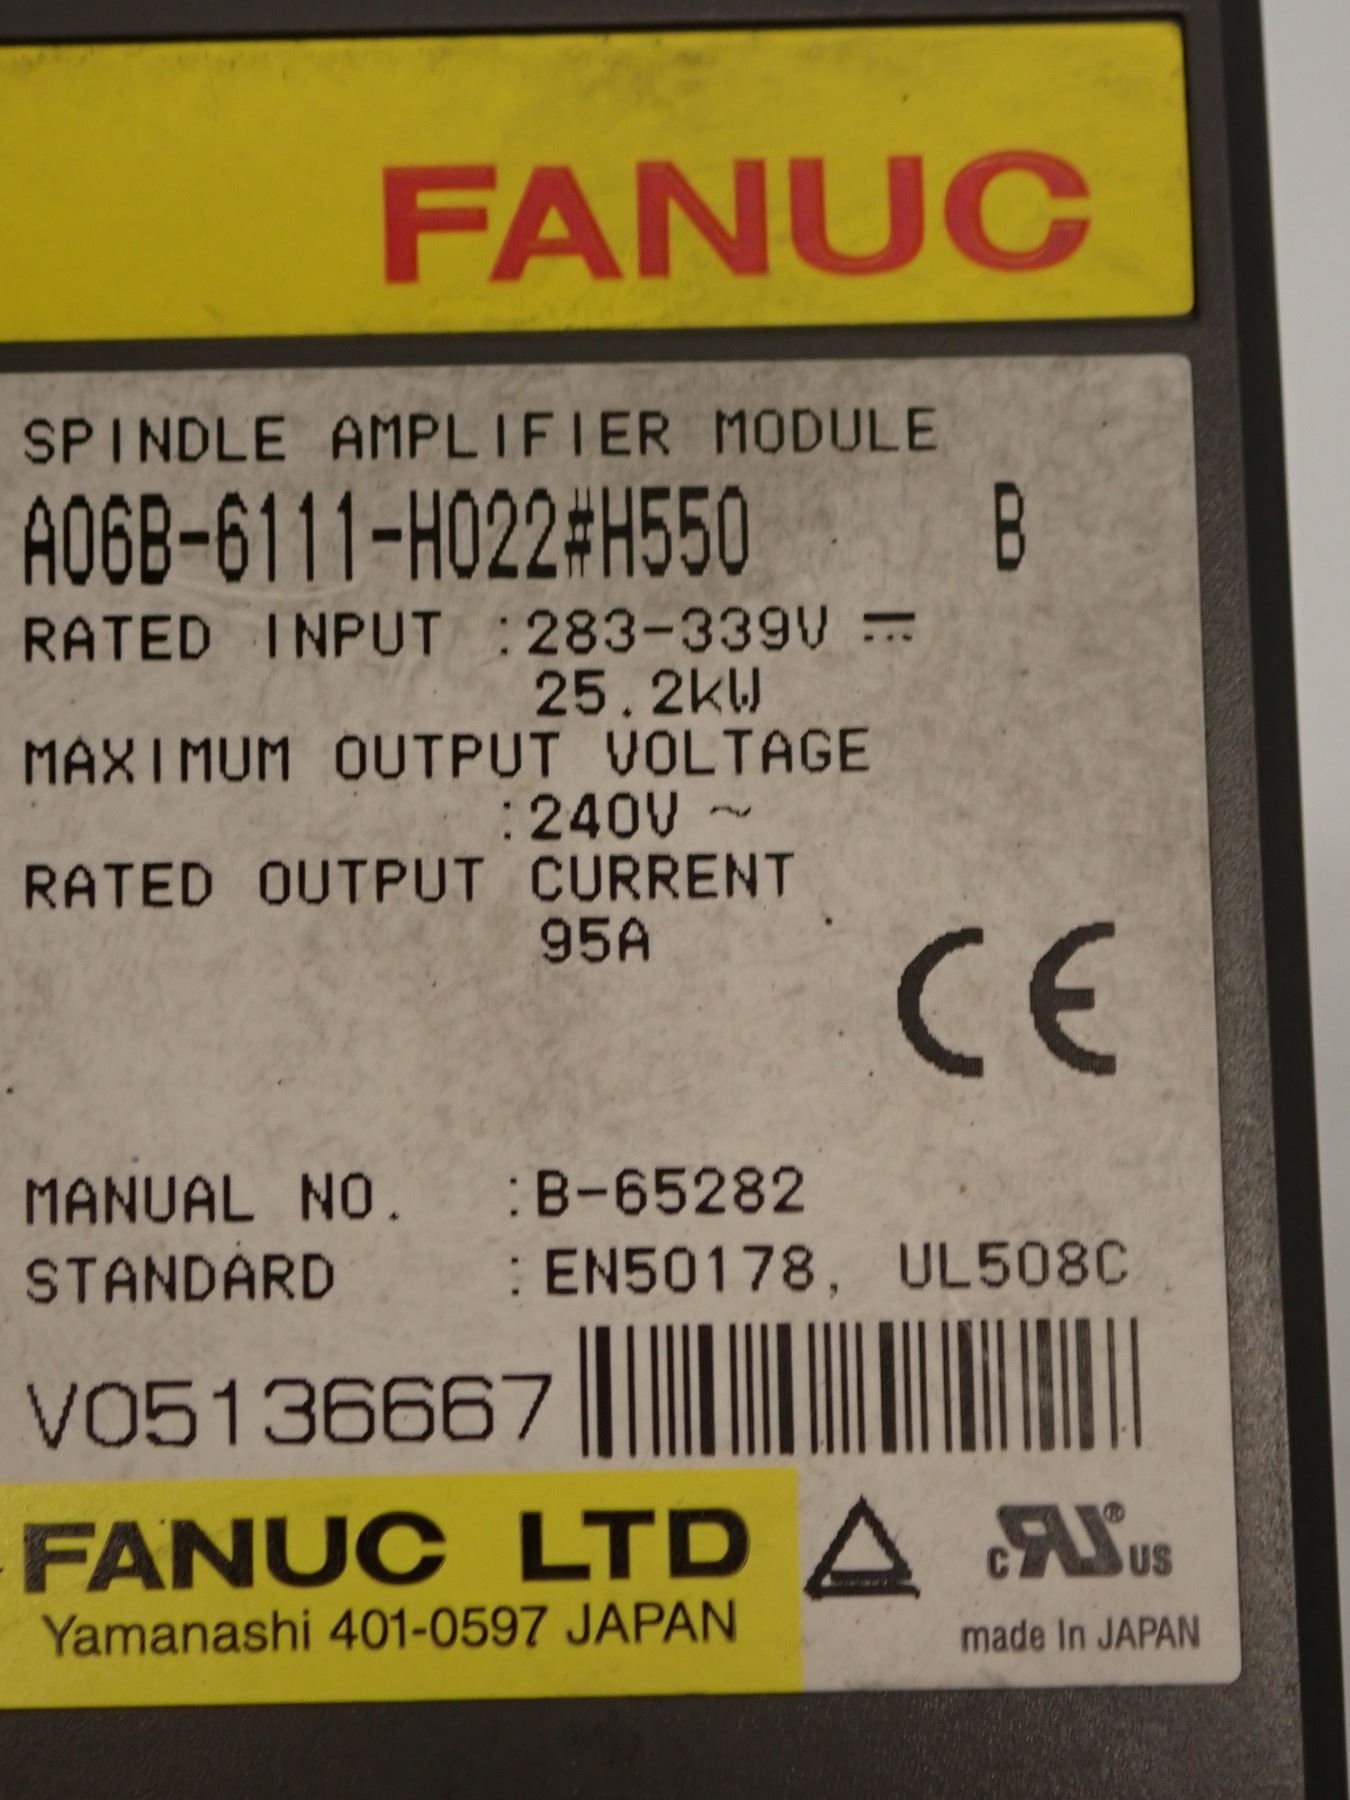 FANUC
SPINDLE AMPLIFIER MODULE
A06B-6111-H022#H550 B
RATED INPUT :283-339V ⎓
25.2kW
MAXIMUM OUTPUT VOLTAGE
:240V ~
RATED OUTPUT CURRENT
95A
CE
MANUAL NO. :B-65282
STANDARD :EN50178, UL508C
V05136667
FANUC LTD
Yamanashi 401-0597 JAPAN
c RU ® US
made In JAPAN